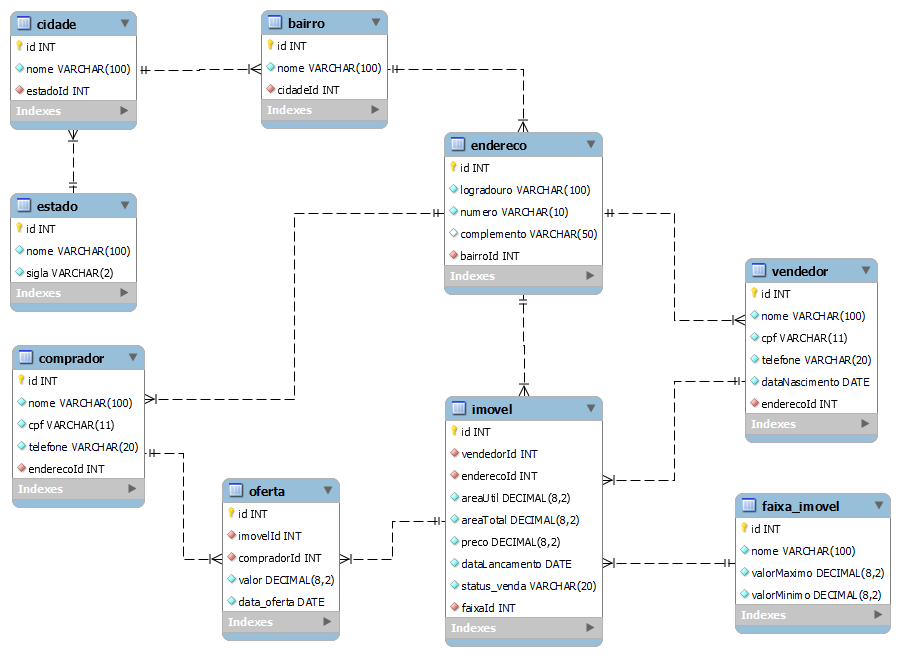 cidade
id INT
nome VARCHAR(100)
estadoId INT
Indexes
bairro
id INT
nome VARCHAR(100)
cidadeId INT
Indexes
endereco
id INT
logradouro VARCHAR(100)
numero VARCHAR(10)
complemento VARCHAR(50)
bairroId INT
Indexes
estado
id INT
nome VARCHAR(100)
sigla VARCHAR(2)
Indexes
vendedor
id INT
nome VARCHAR(100)
cpf VARCHAR(11)
telefone VARCHAR(20)
dataNascimento DATE
enderecoId INT
Indexes
comprador
id INT
nome VARCHAR(100)
cpf VARCHAR(11)
telefone VARCHAR(20)
enderecoId INT
Indexes
imovel
id INT
vendedorId INT
enderecoId INT
areaUtil DECIMAL(8,2)
areaTotal DECIMAL(8,2)
preco DECIMAL(8,2)
dataLancamento DATE
status_venda VARCHAR(20)
faixaId INT
Indexes
oferta
id INT
imovelId INT
compradorId INT
valor DECIMAL(8,2)
data_oferta DATE
Indexes
faixa_imovel
id INT
nome VARCHAR(100)
valorMaximo DECIMAL(8,2)
valorMinimo DECIMAL(8,2)
Indexes